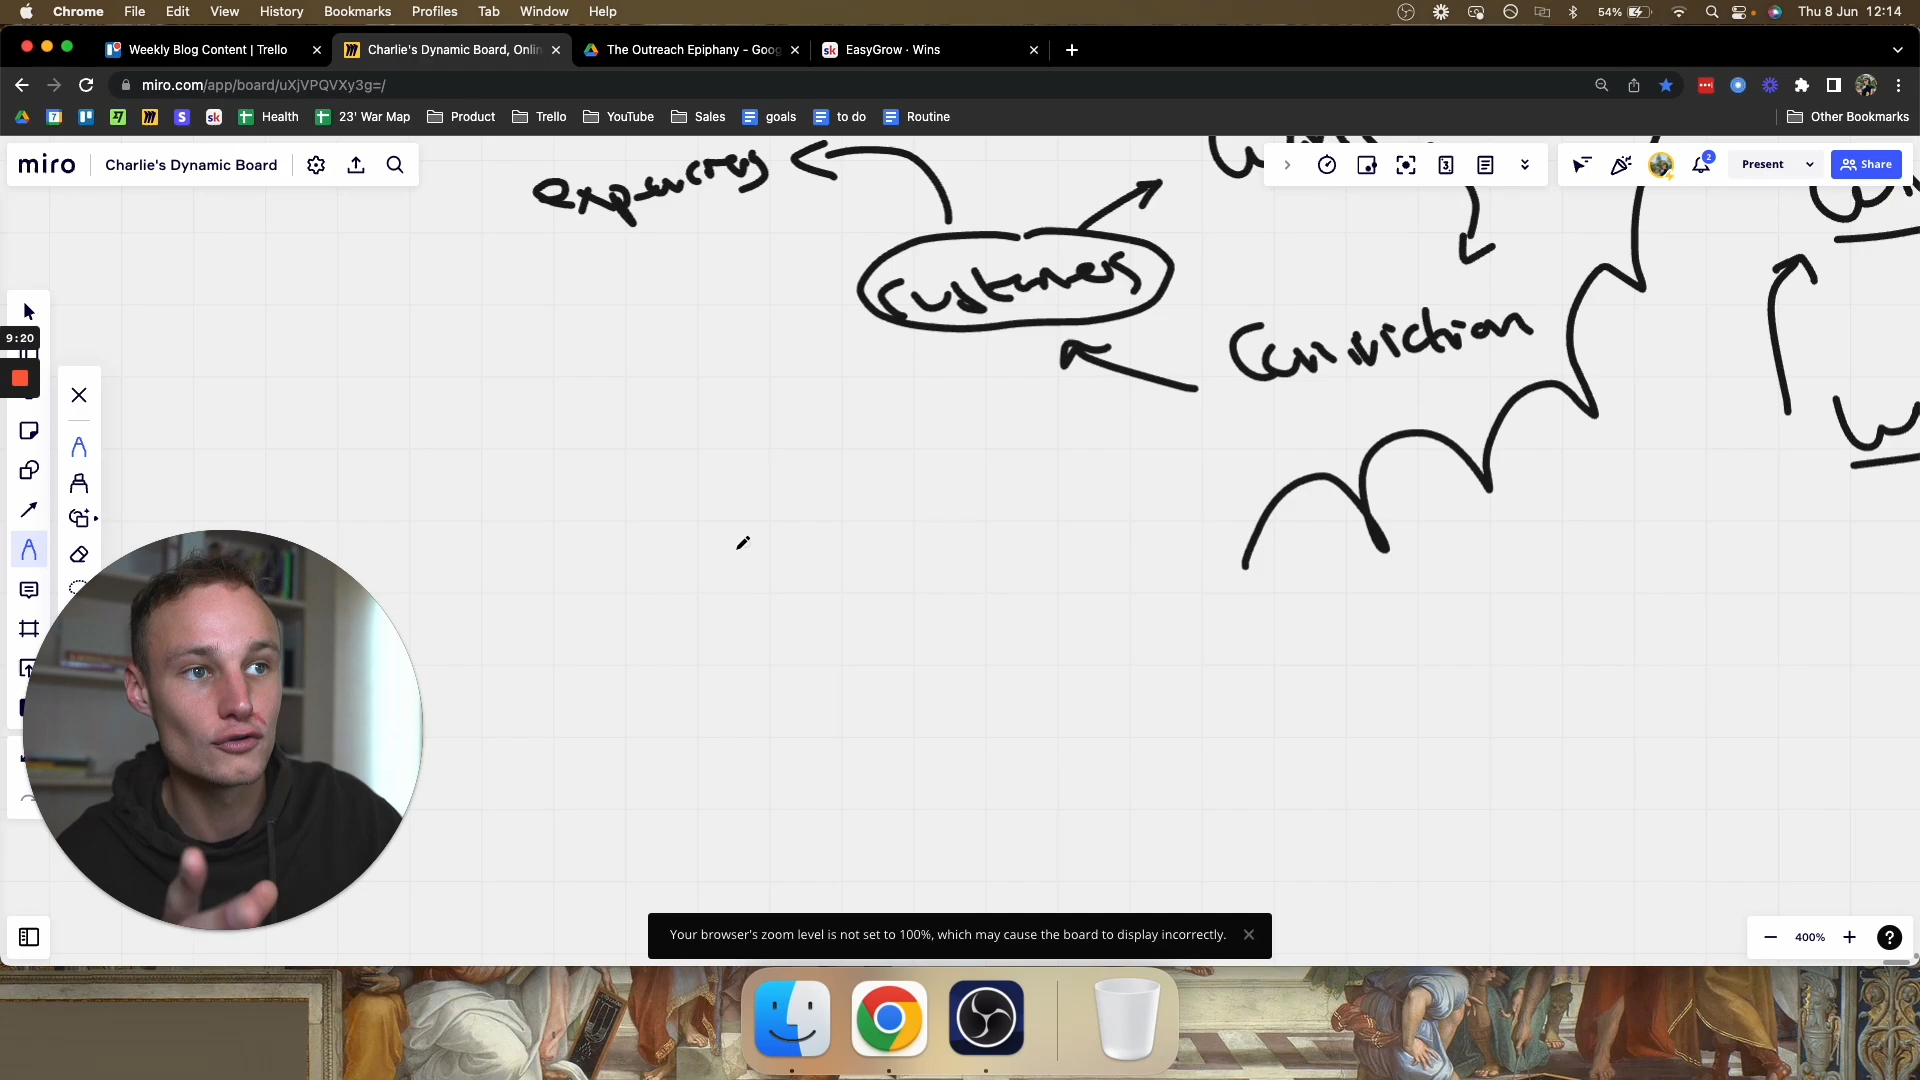 Chrome File Edit View History Bookmarks Profiles Tab Window Help
54% Thu 8 Jun 12:14
Weekly Blog Content | Trello
Charlie's Dynamic Board, Onlin
The Outreach Epiphany - Goog
EasyGrow · Wins
miro.com/app/board/uXjVPQVXy3g=/
Health 23' War Map Product Trello YouTube Sales goals to do Routine Other Bookmarks
miro Charlie's Dynamic Board
2 Present Share
Customers
Conviction
9:20
Your browser's zoom level is not set to 100%, which may cause the board to display incorrectly.
400%